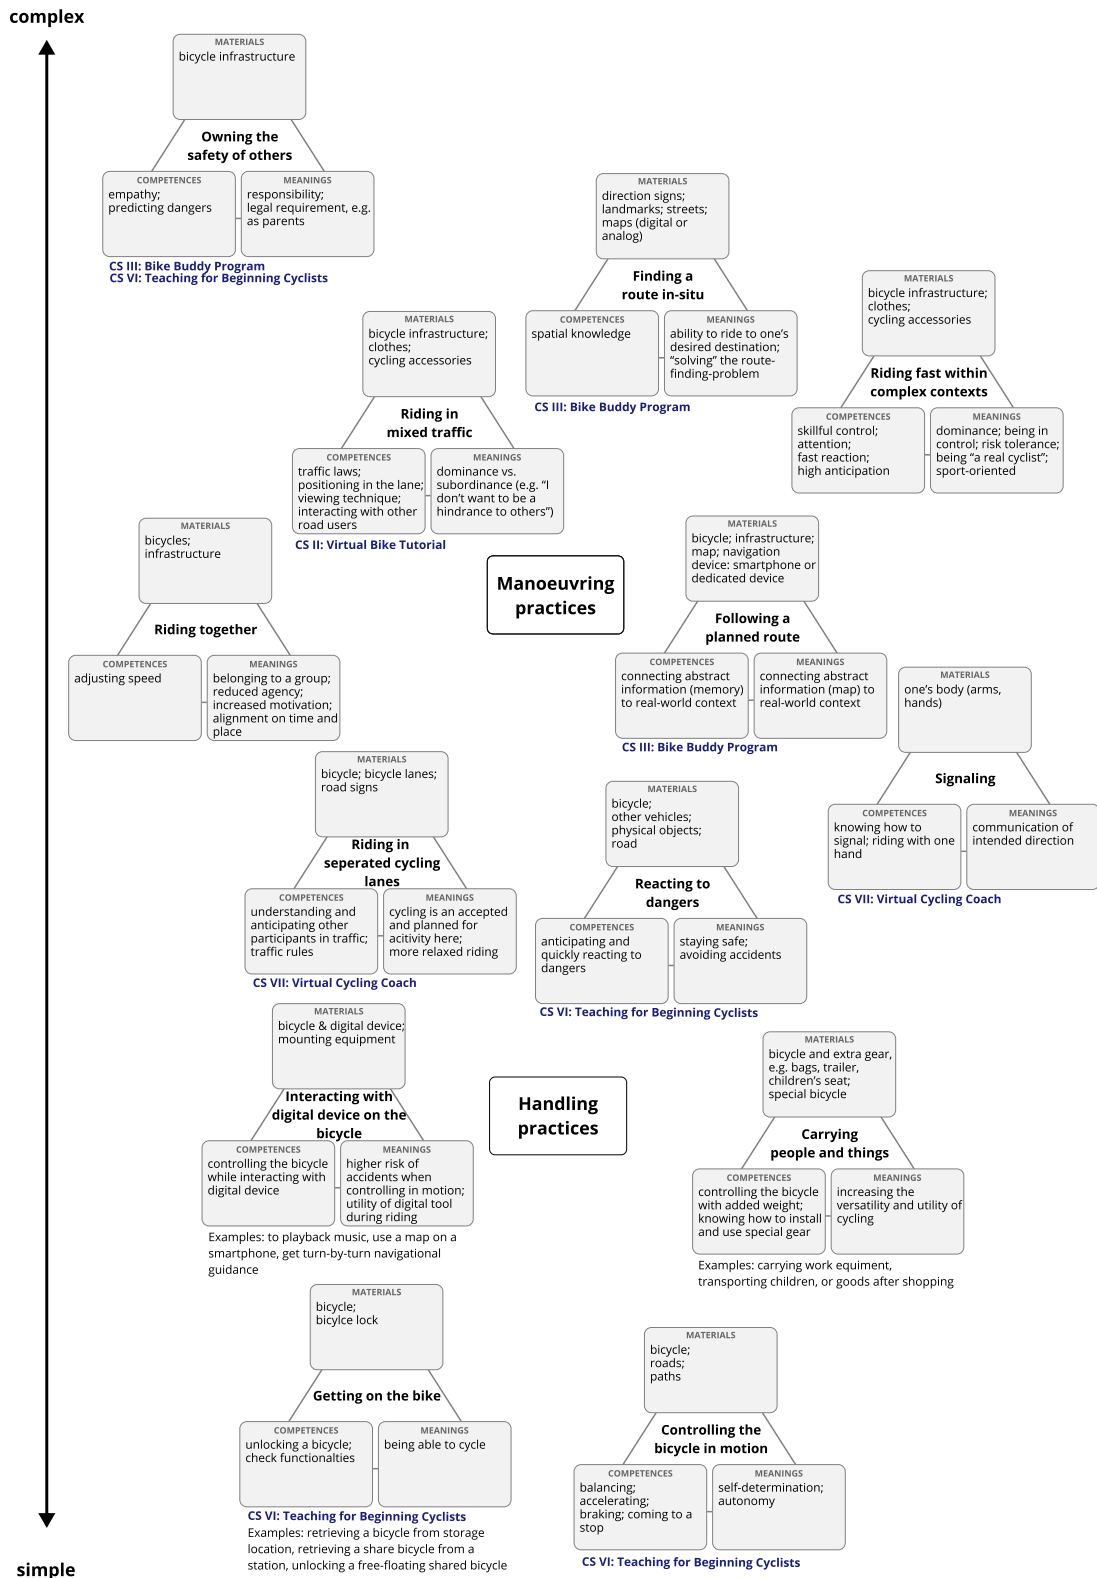 complex
MATERIALS
bicycle infrastructure
Owning the
safety of others
COMPETENCES
empathy;
predicting dangers
MEANINGS
responsibility;
legal requirement, e.g.
as parents
CS III: Bike Buddy Program
CS VI: Teaching for Beginning Cyclists
MATERIALS
direction signs;
landmarks; streets;
maps (digital or
analog)
Finding a
route in-situ
COMPETENCES
spatial knowledge
MEANINGS
ability to ride to one’s
desired destination;
“solving” the route-
finding-problem
CS III: Bike Buddy Program
MATERIALS
bicycle infrastructure;
clothes;
cycling accessories
Riding fast within
complex contexts
COMPETENCES
skillful control;
attention;
fast reaction;
high anticipation
MEANINGS
dominance; being in
control; risk tolerance;
being “a real cyclist”;
sport-oriented
MATERIALS
bicycle infrastructure;
clothes;
cycling accessories
Riding in
mixed traffic
COMPETENCES
traffic laws;
positioning in the lane;
viewing technique;
interacting with other
road users
MEANINGS
dominance vs.
subordinance (e.g. “I
don’t want to be a
hindrance to others”)
CS II: Virtual Bike Tutorial
MATERIALS
bicycles;
infrastructure
Riding together
COMPETENCES
adjusting speed
MEANINGS
belonging to a group;
reduced agency;
increased motivation;
alignment on time and
place
Manoeuvring
practices
MATERIALS
bicycle; infrastructure;
map; navigation
device: smartphone or
dedicated device
Following a
planned route
COMPETENCES
connecting abstract
information (memory)
to real-world context
MEANINGS
connecting abstract
information (map) to
real-world context
CS III: Bike Buddy Program
MATERIALS
one’s body (arms,
hands)
Signaling
COMPETENCES
knowing how to
signal; riding with one
hand
MEANINGS
communication of
intended direction
CS VII: Virtual Cycling Coach
MATERIALS
bicycle; bicycle lanes;
road signs
Riding in
seperated cycling
lanes
COMPETENCES
understanding and
anticipating other
participants in traffic;
traffic rules
MEANINGS
cycling is an accepted
and planned for
acitivity here;
more relaxed riding
CS VII: Virtual Cycling Coach
MATERIALS
bicycle;
other vehicles;
physical objects;
road
Reacting to
dangers
COMPETENCES
anticipating and
quickly reacting to
dangers
MEANINGS
staying safe;
avoiding accidents
CS VI: Teaching for Beginning Cyclists
MATERIALS
bicycle & digital device;
mounting equipment
Interacting with
digital device on the
bicycle
COMPETENCES
controlling the bicycle
while interacting with
digital device
MEANINGS
higher risk of
accidents when
controlling in motion;
utility of digital tool
during riding
Examples: to playback music, use a map on a
smartphone, get turn-by-turn navigational
guidance
Handling
practices
MATERIALS
bicycle and extra gear,
e.g. bags, trailer,
children’s seat;
special bicycle
Carrying
people and things
COMPETENCES
controlling the bicycle
with added weight;
knowing how to install
and use special gear
MEANINGS
increasing the
versatility and utility of
cycling
Examples: carrying work equiment,
transporting children, or goods after shopping
MATERIALS
bicycle;
bicylce lock
Getting on the bike
COMPETENCES
unlocking a bicycle;
check functionalties
MEANINGS
being able to cycle
CS VI: Teaching for Beginning Cyclists
Examples: retrieving a bicycle from storage
location, retrieving a share bicycle from a
station, unlocking a free-floating shared bicycle
MATERIALS
bicycle;
roads;
paths
Controlling the
bicycle in motion
COMPETENCES
balancing;
accelerating;
braking; coming to a
stop
MEANINGS
self-determination;
autonomy
CS VI: Teaching for Beginning Cyclists
simple